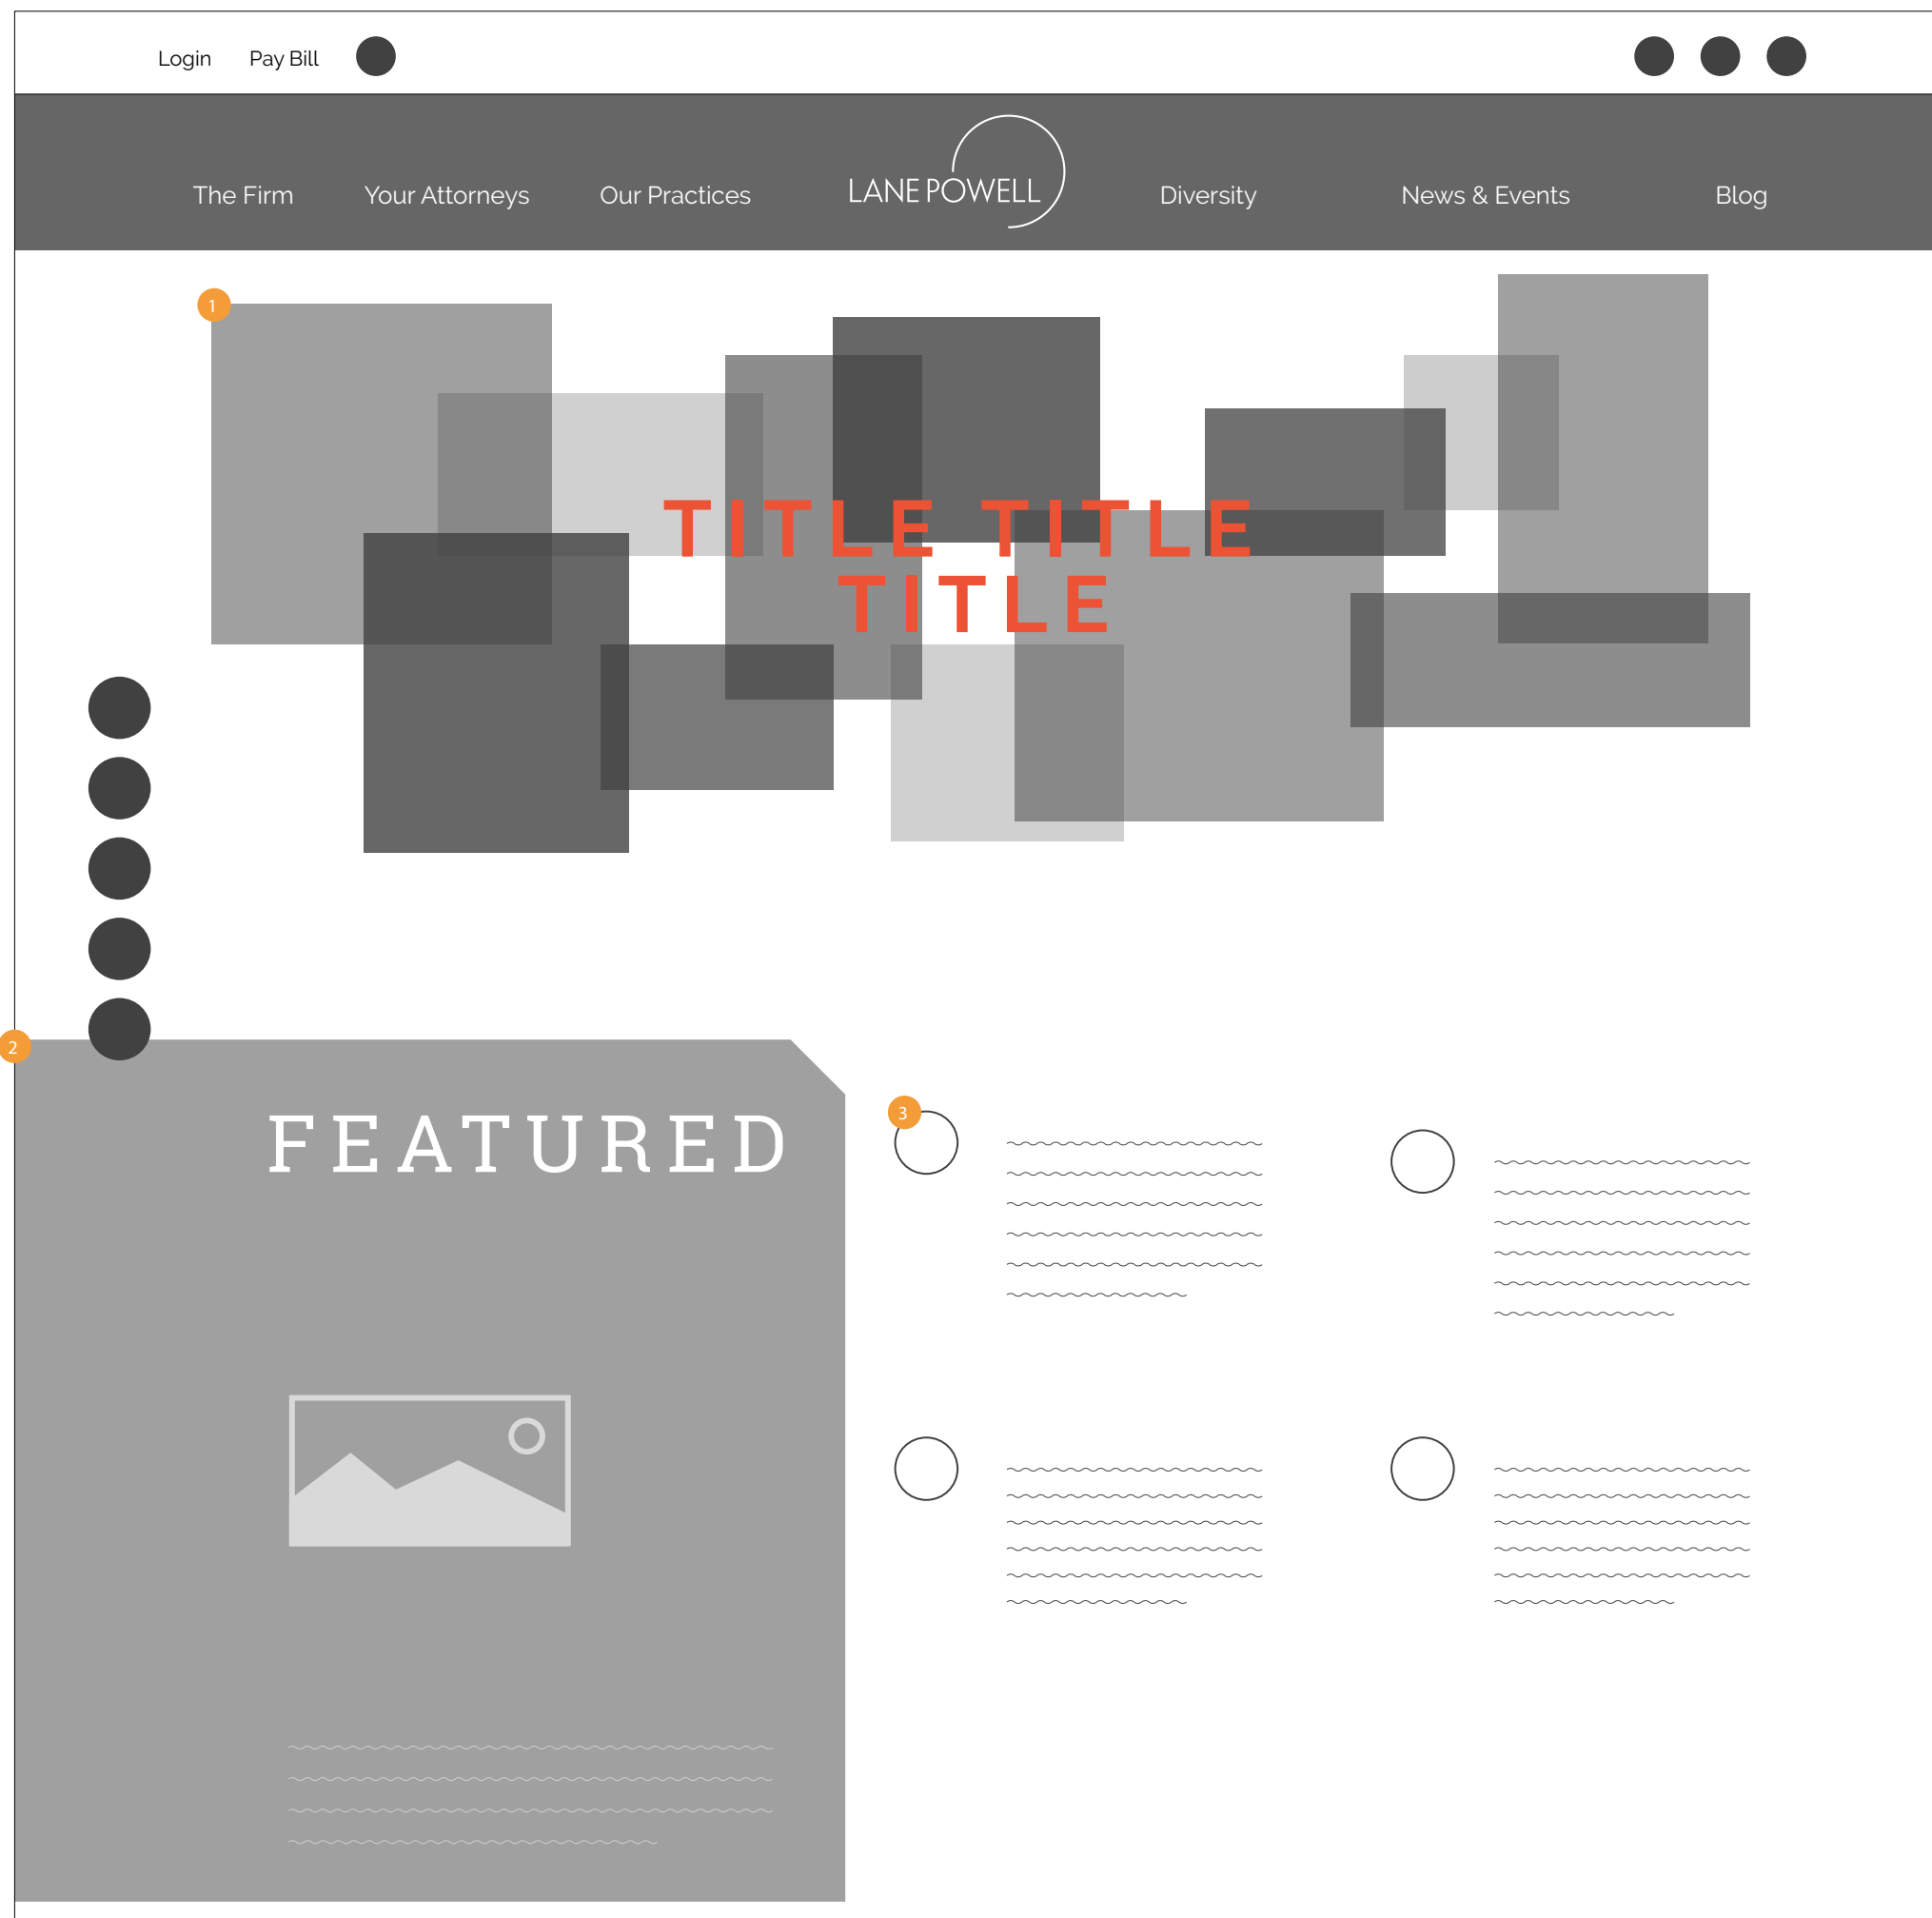 Login Pay Bill
The Firm Your Attorneys Our Practices LANE POWELL Diversity News & Events Blog
1
TITLE TITLE
TITLE
2
FEATURED
3